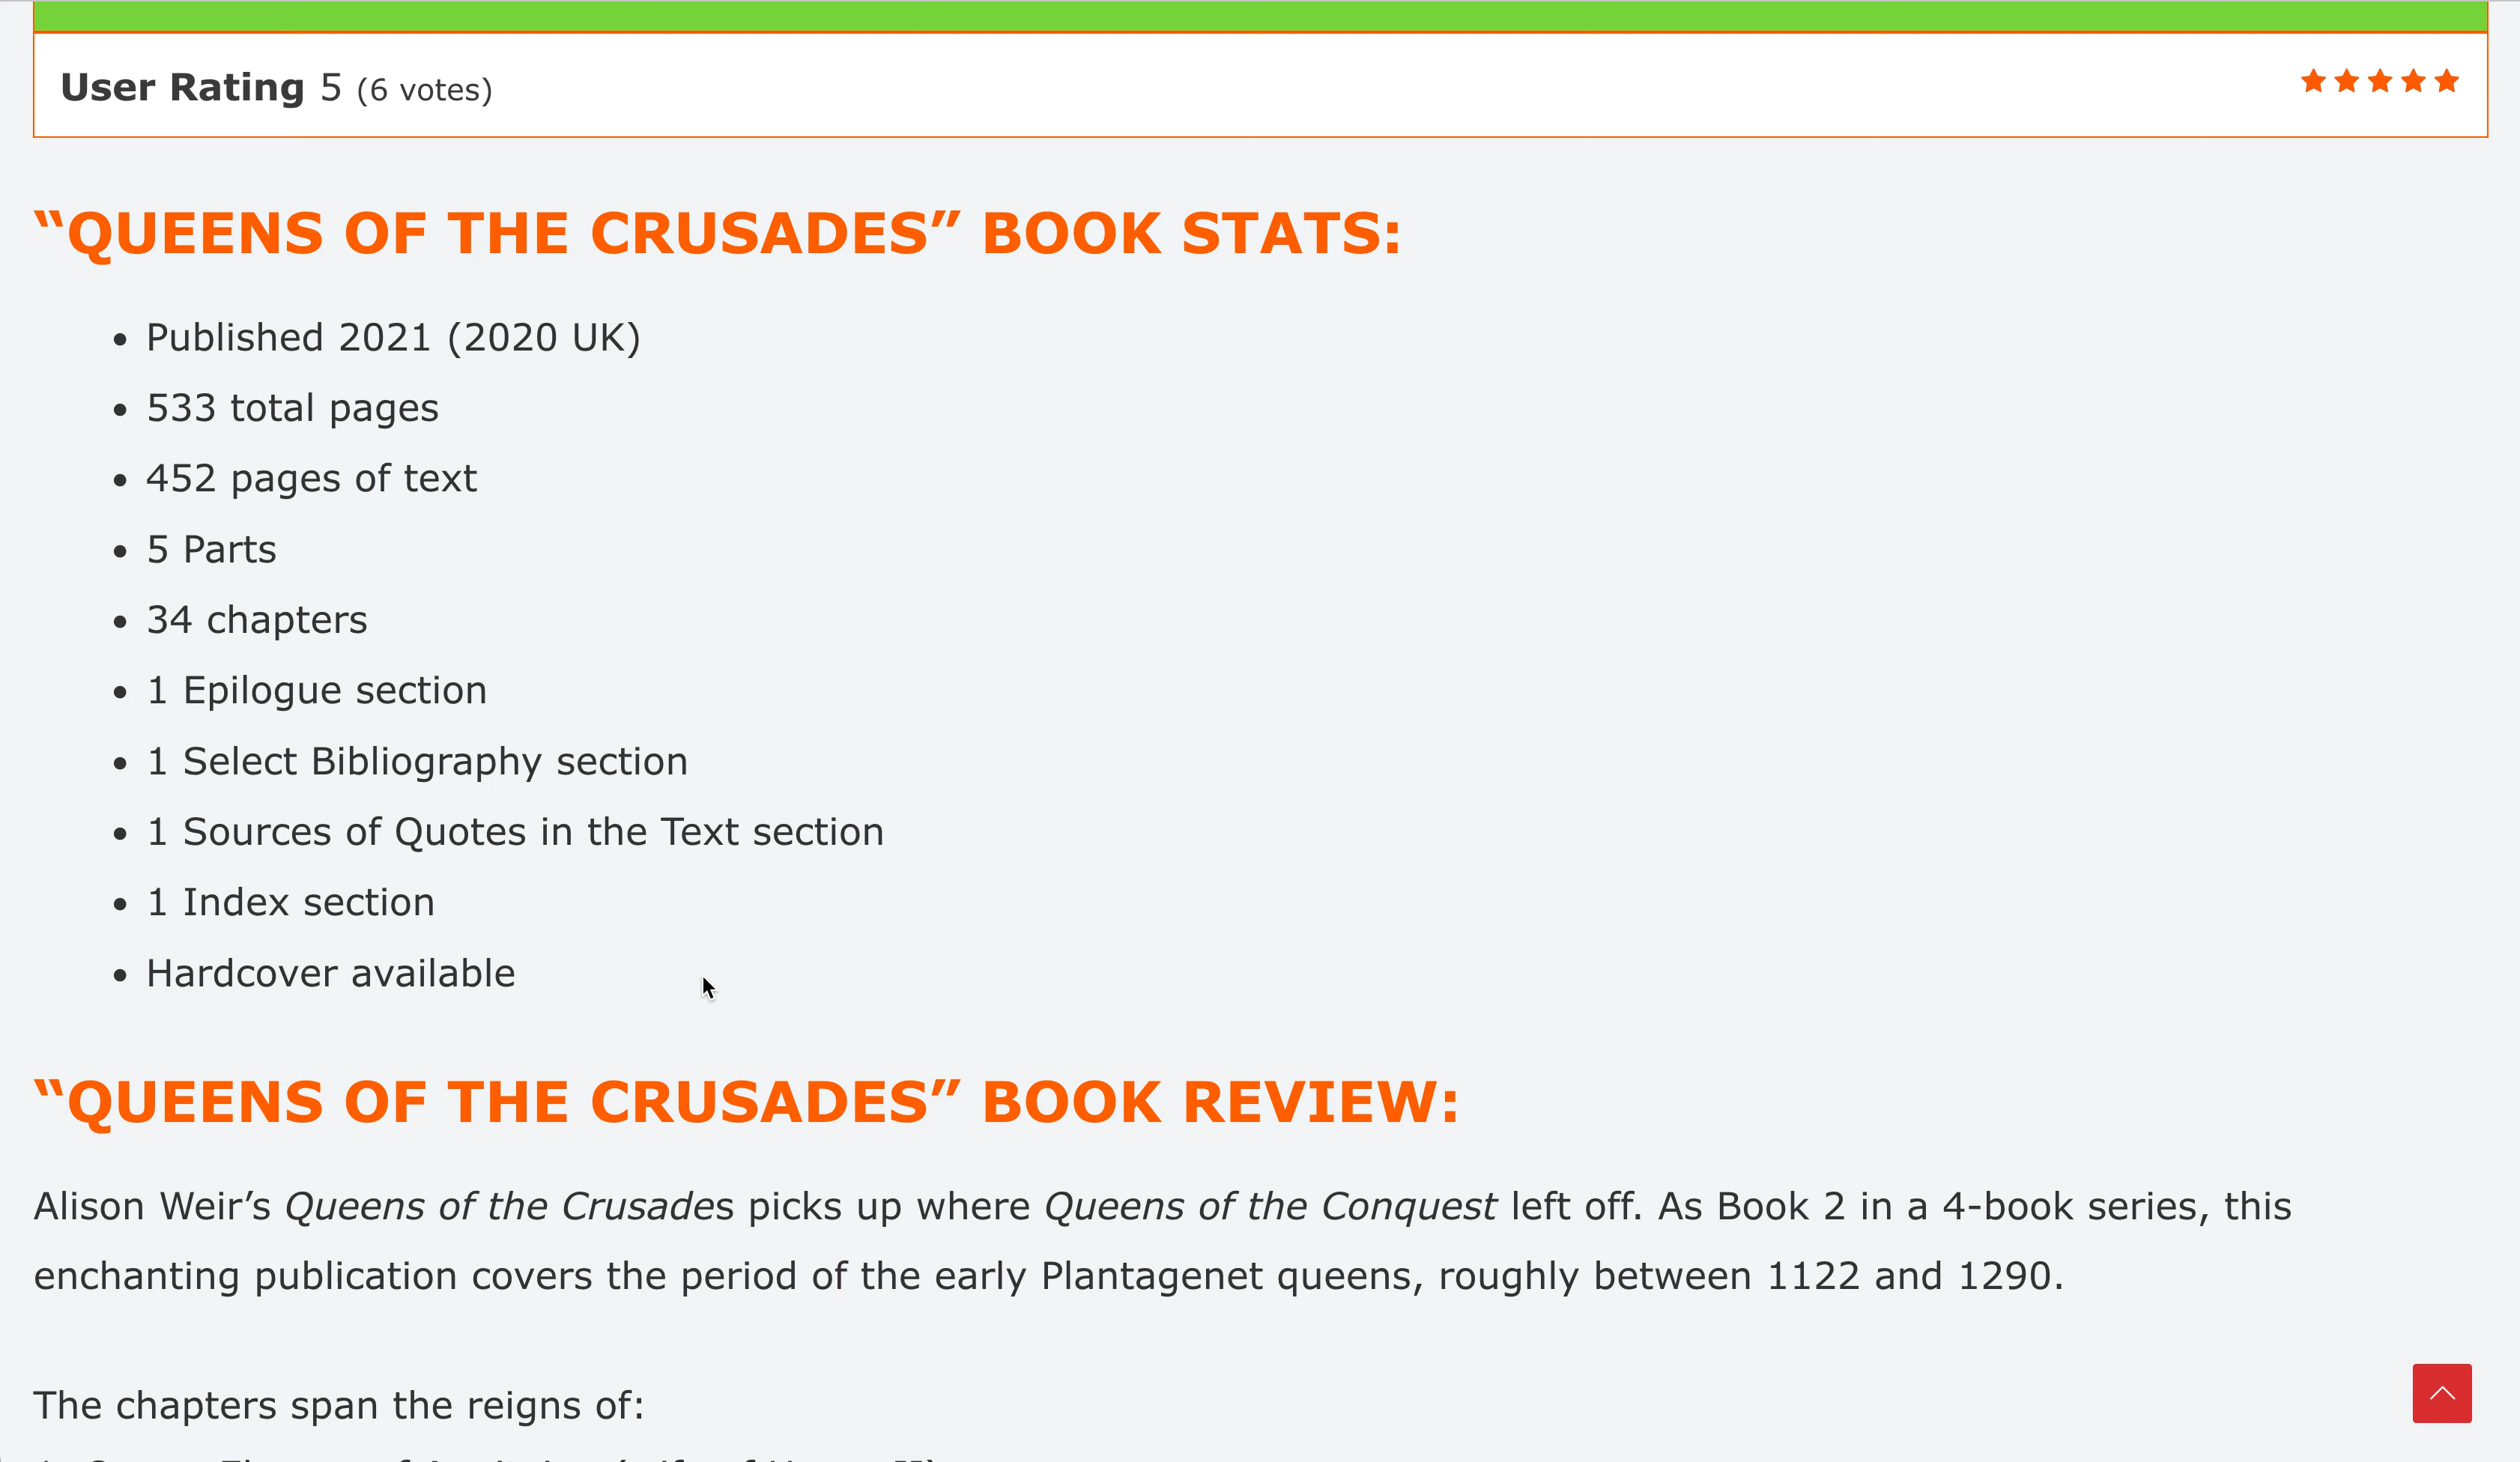 User Rating 5 (6 votes)
“QUEENS OF THE CRUSADES” BOOK STATS:
• Published 2021 (2020 UK)
• 533 total pages
• 452 pages of text
• 5 Parts
• 34 chapters
• 1 Epilogue section
• 1 Select Bibliography section
• 1 Sources of Quotes in the Text section
• 1 Index section
• Hardcover available
“QUEENS OF THE CRUSADES” BOOK REVIEW:
Alison Weir’s Queens of the Crusades picks up where Queens of the Conquest left off. As Book 2 in a 4-book series, this
enchanting publication covers the period of the early Plantagenet queens, roughly between 1122 and 1290.
The chapters span the reigns of: